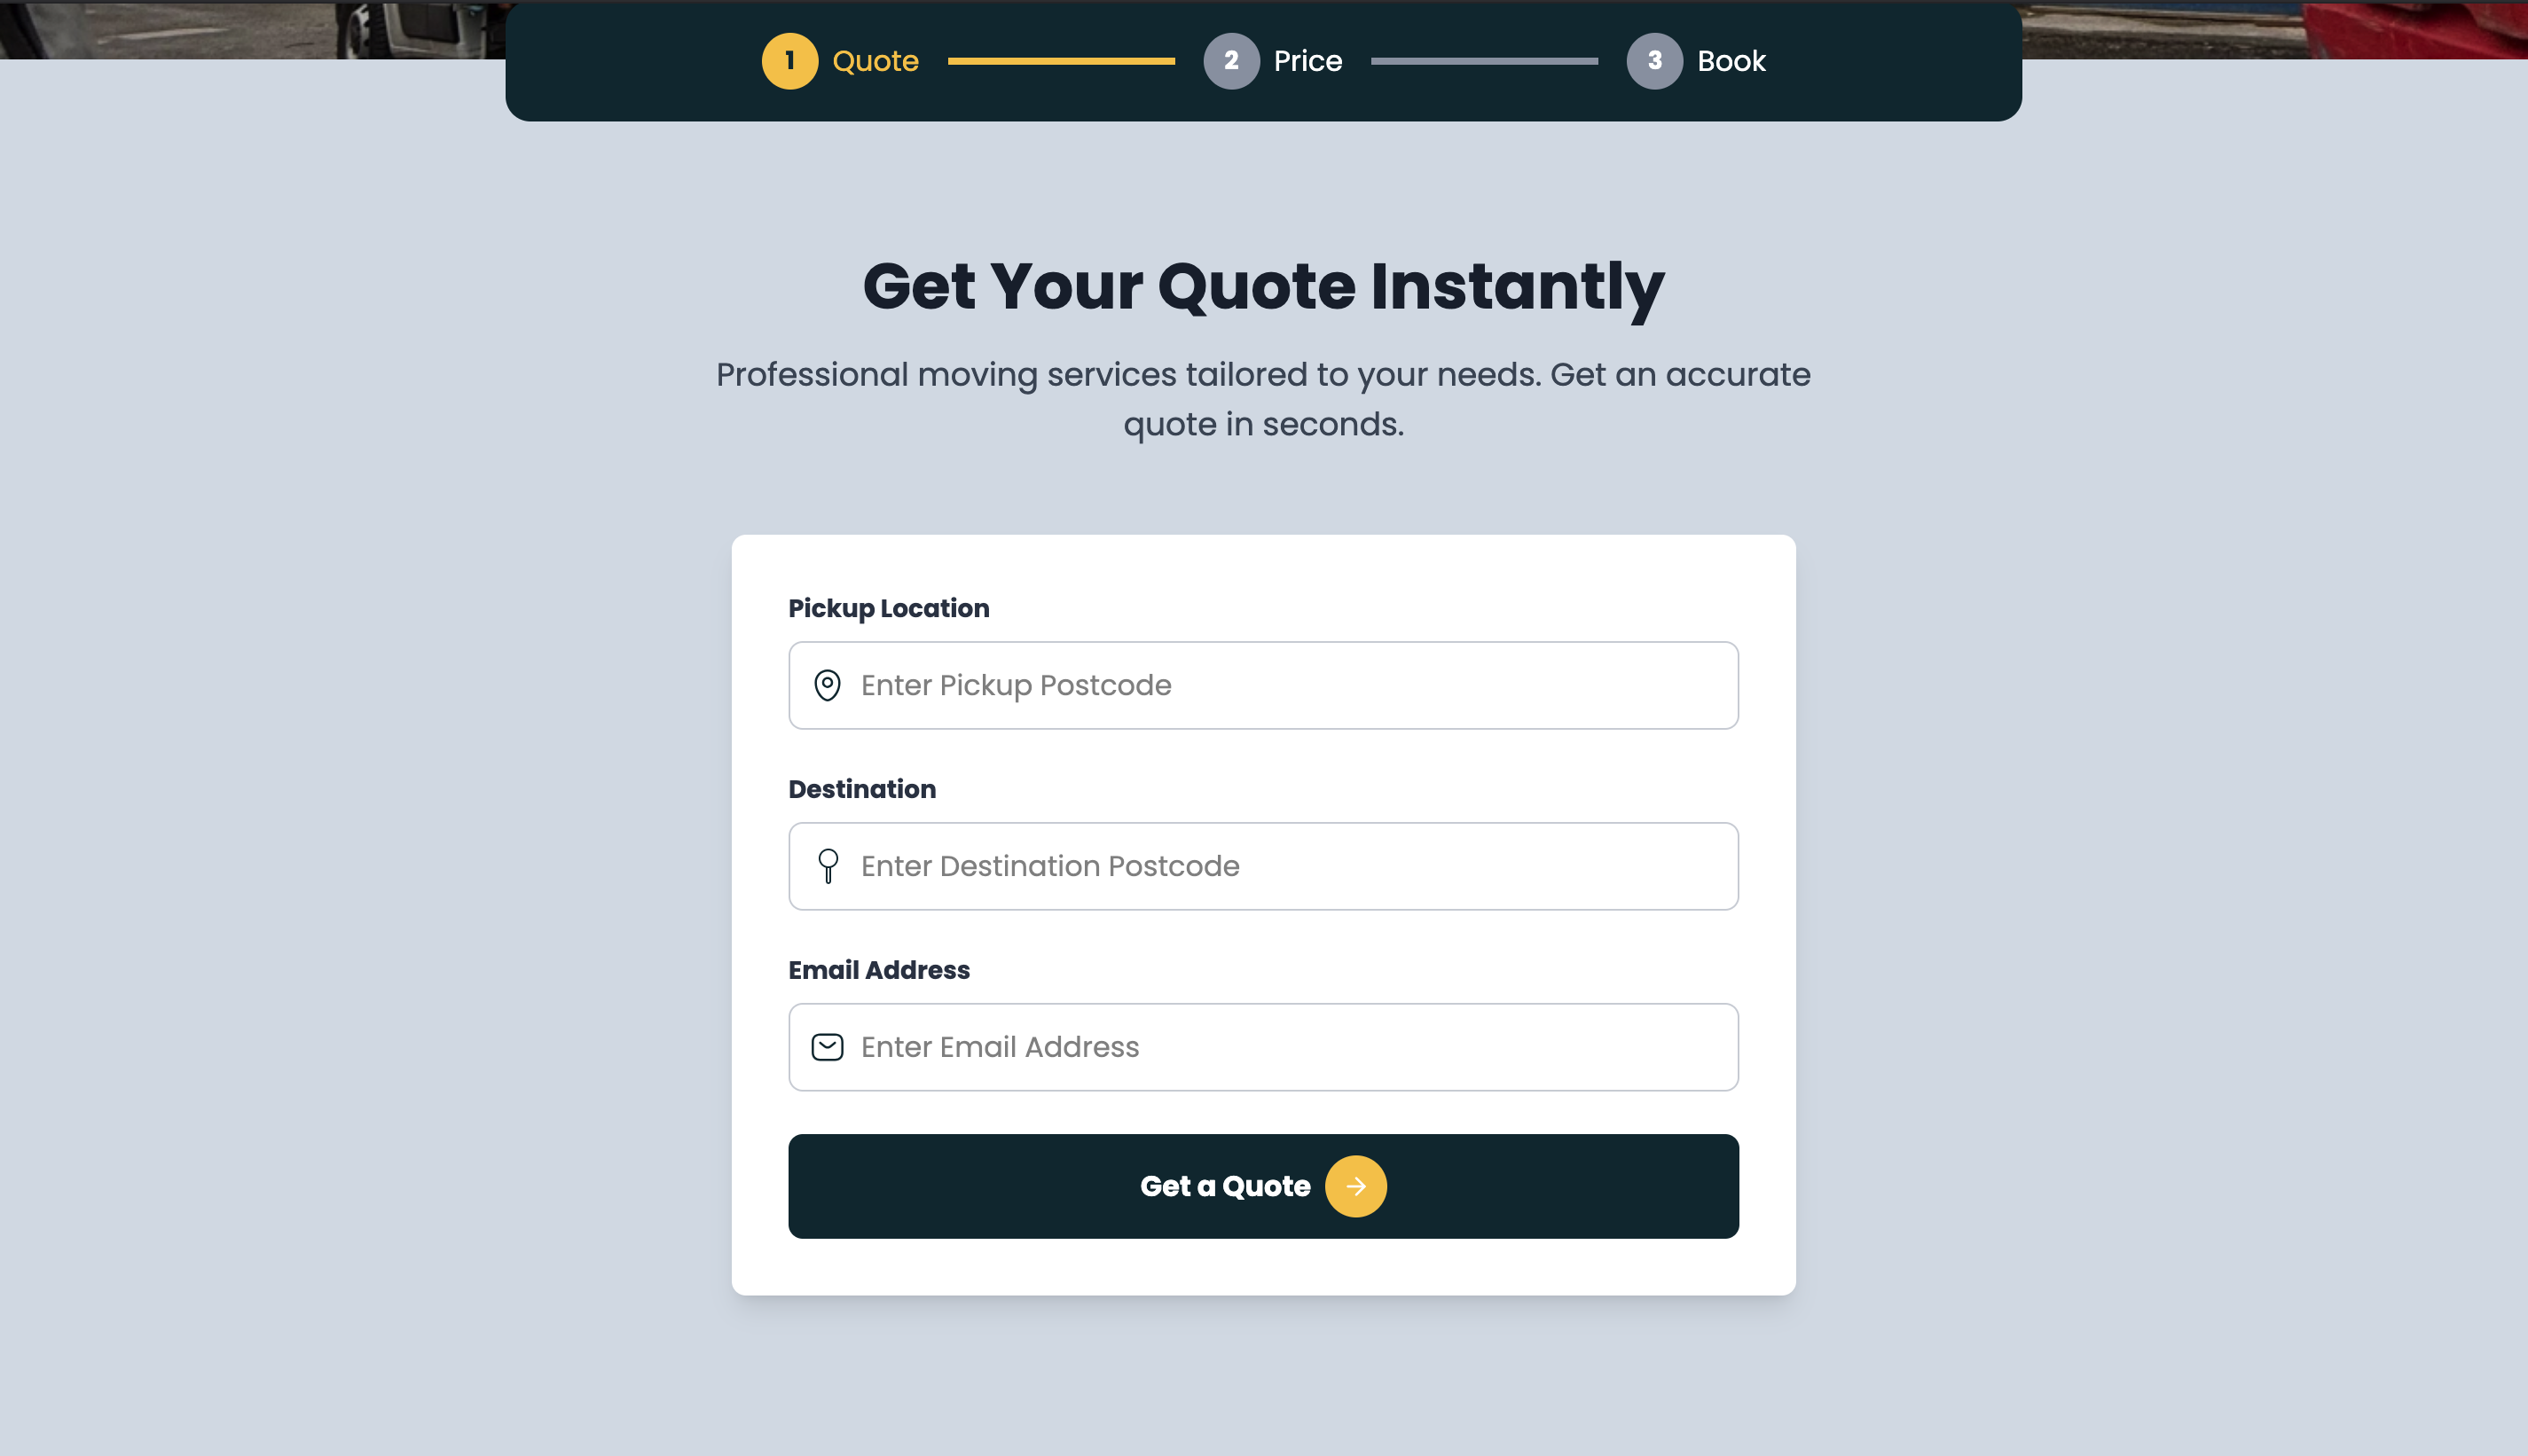 1 Quote 2 Price 3 Book
Get Your Quote Instantly
Professional moving services tailored to your needs. Get an accurate
quote in seconds.
Pickup Location
Enter Pickup Postcode
Destination
Enter Destination Postcode
Email Address
Enter Email Address
Get a Quote